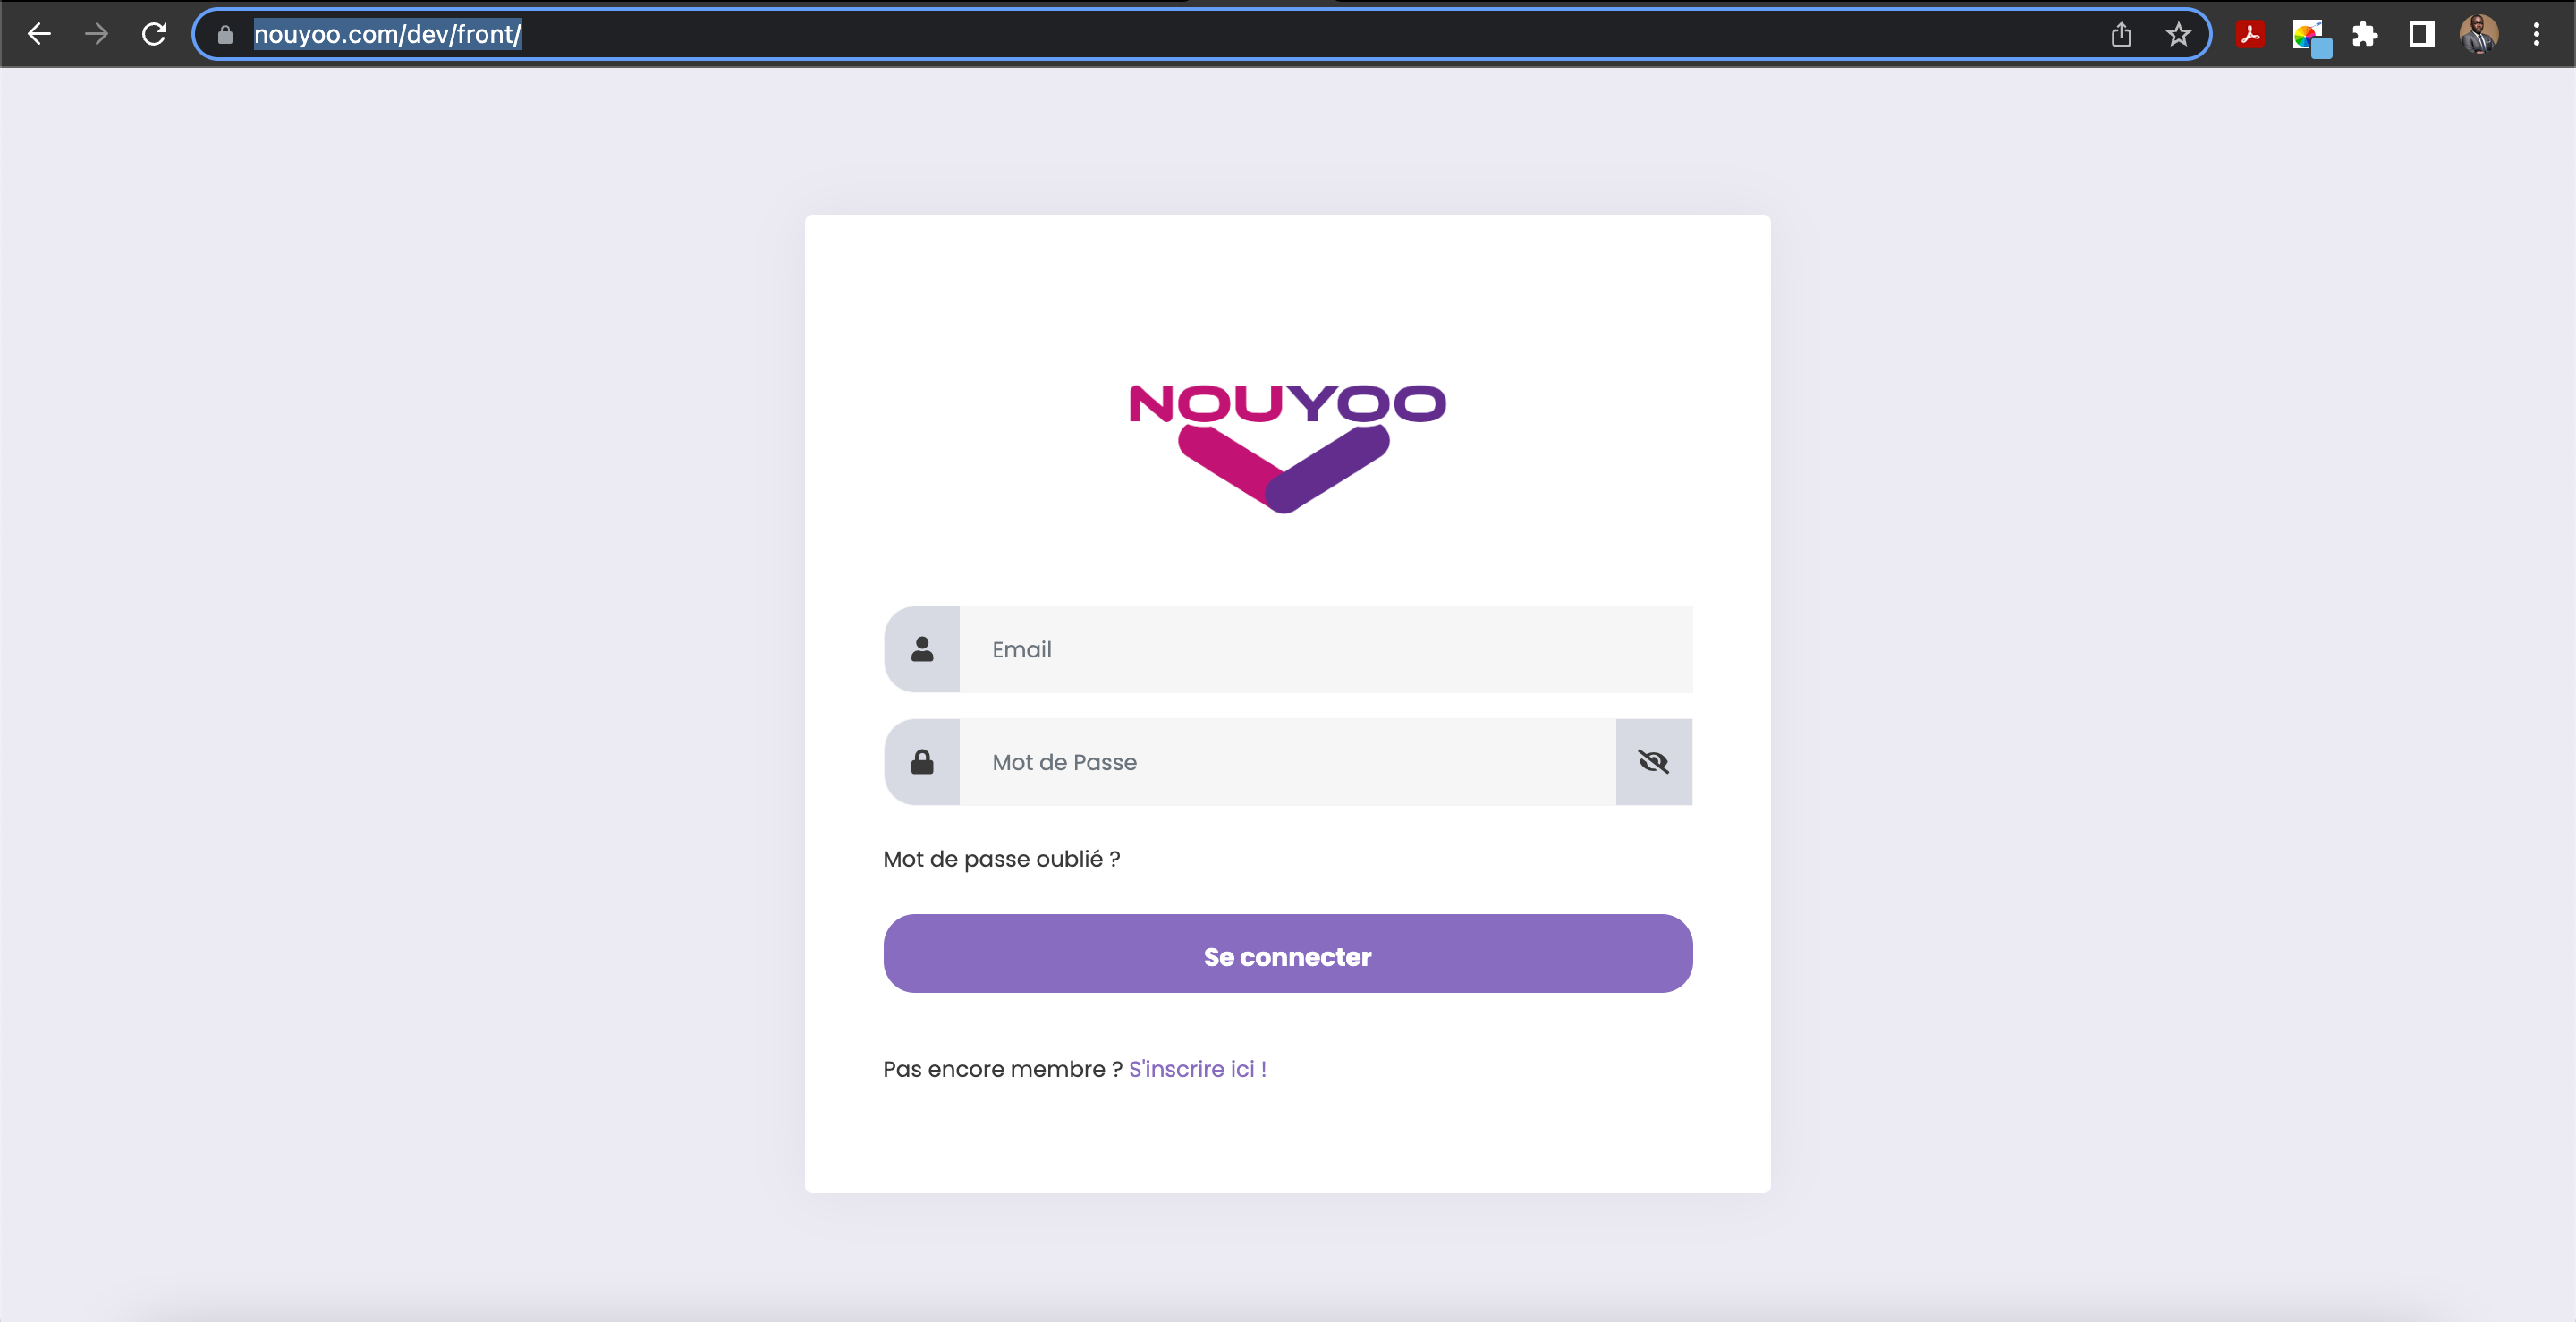 nouyoo.com/dev/front/
NOUYOO
Email
Mot de Passe
Mot de passe oublié ?
Se connecter
Pas encore membre ? S'inscrire ici !